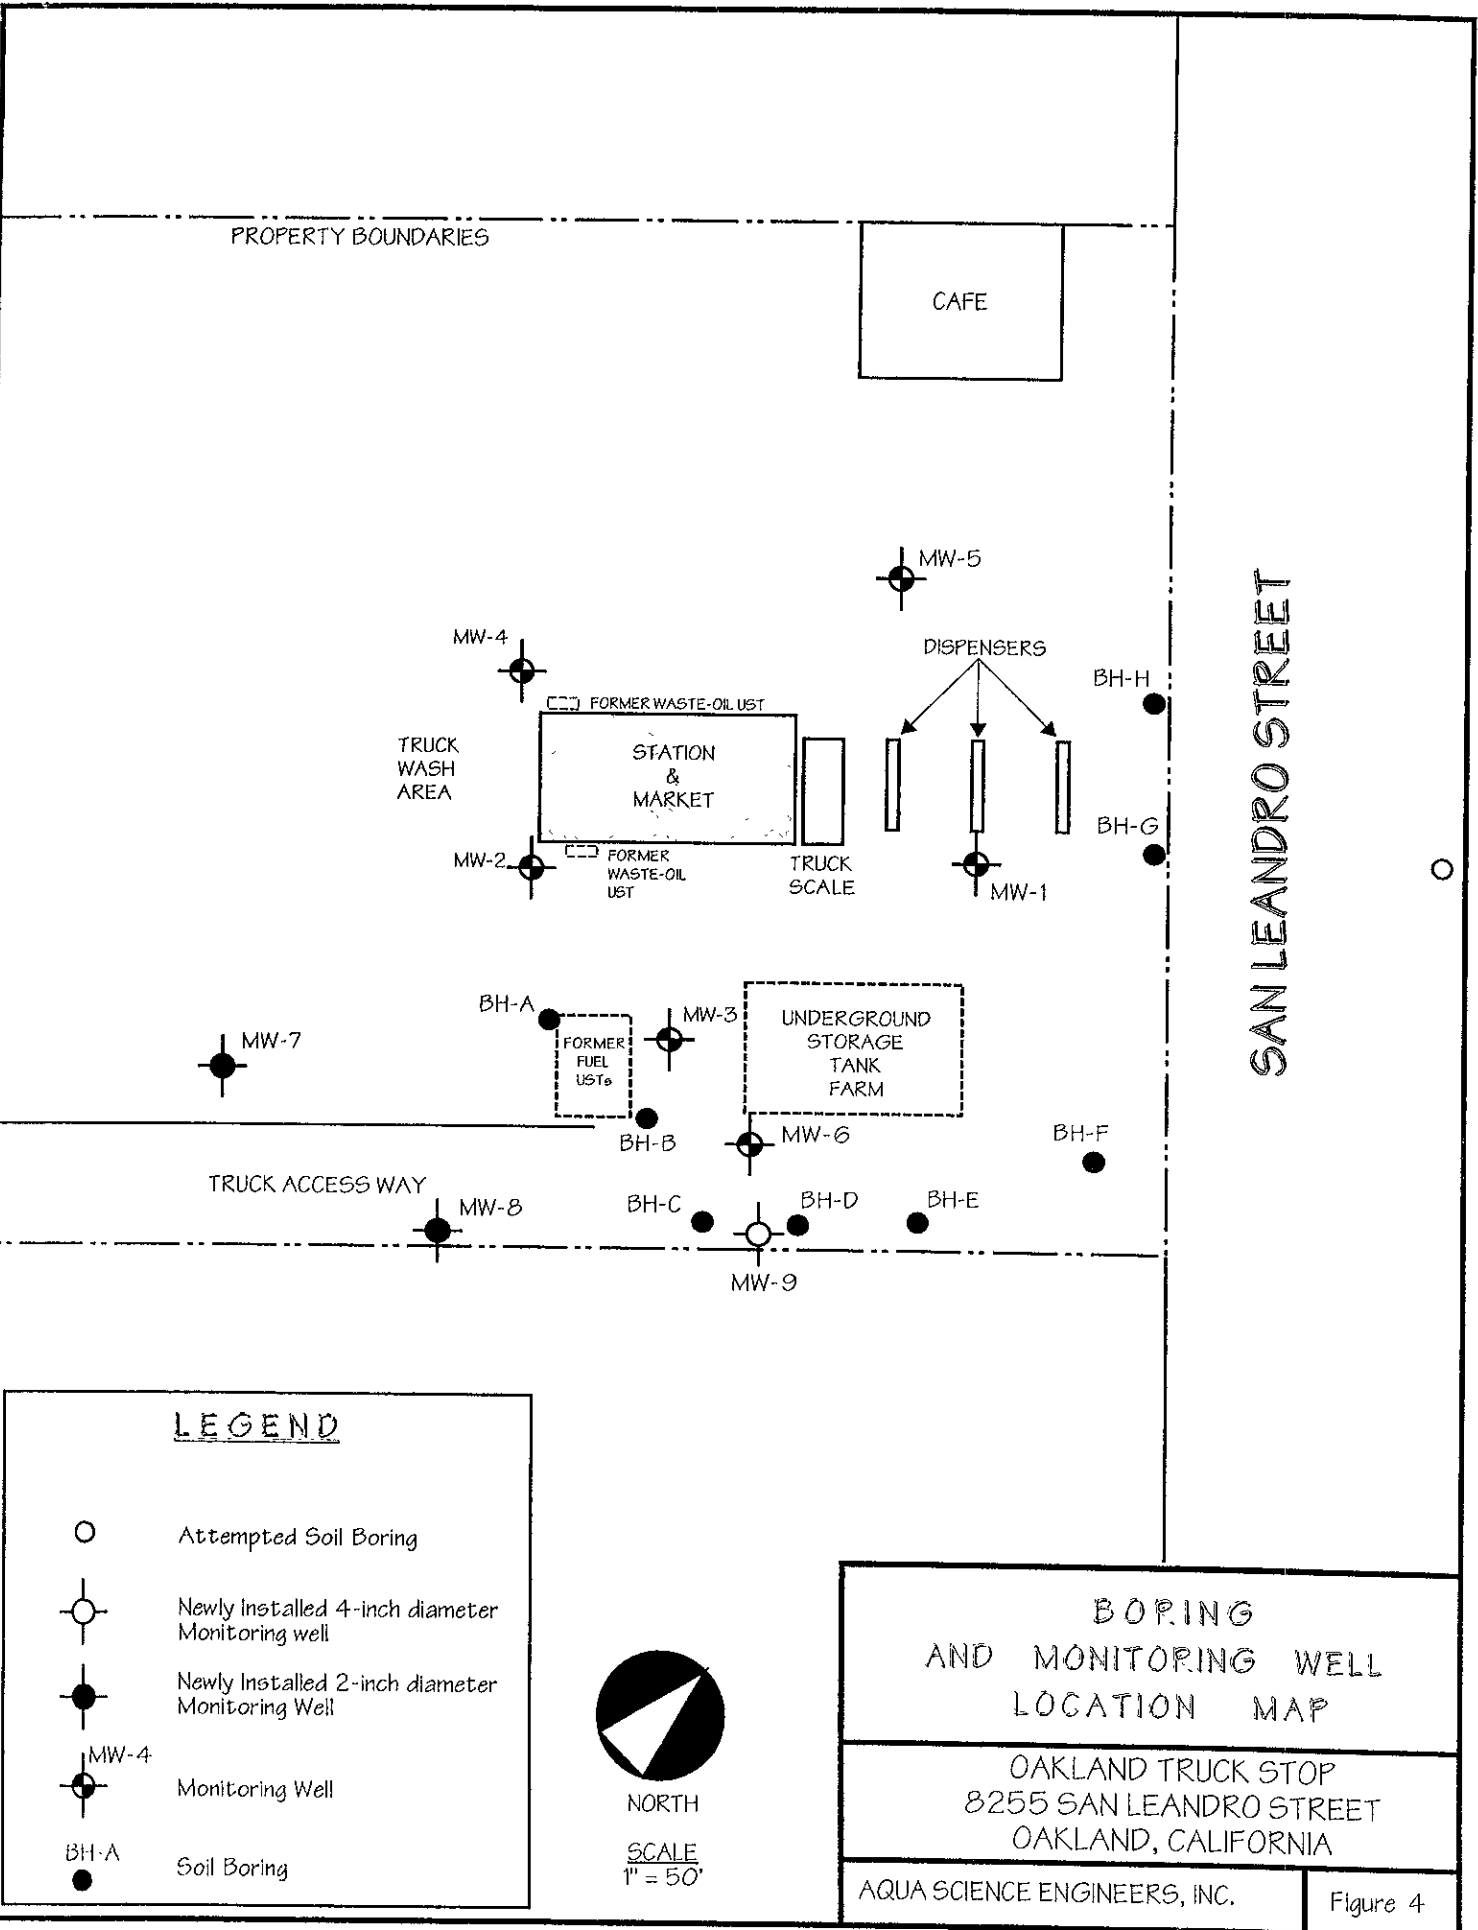 PROPERTY BOUNDARIES
CAFE
MW-5
MW-4
DISPENSERS
BH-H
FORMER WASTE-OIL UST
TRUCK
WASH
AREA
STATION
&
MARKET
BH-G
MW-2
FORMER
WASTE-OIL
UST
TRUCK
SCALE
MW-1
SAN LEANDRO STREET
BH-A
MW-3
UNDERGROUND
STORAGE
TANK
FARM
FORMER
FUEL
USTs
MW-7
BH-B
MW-6
BH-F
TRUCK ACCESS WAY
MW-8
BH-C
BH-D
BH-E
MW-9
LEGEND
Attempted Soil Boring
Newly Installed 4-inch diameter
Monitoring well
Newly Installed 2-inch diameter
Monitoring Well
MW-4
Monitoring Well
BH-A
Soil Boring
NORTH
SCALE
1" = 50'
BORING
AND MONITORING WELL
LOCATION MAP
OAKLAND TRUCK STOP
8255 SAN LEANDRO STREET
OAKLAND, CALIFORNIA
AQUA SCIENCE ENGINEERS, INC.
Figure 4